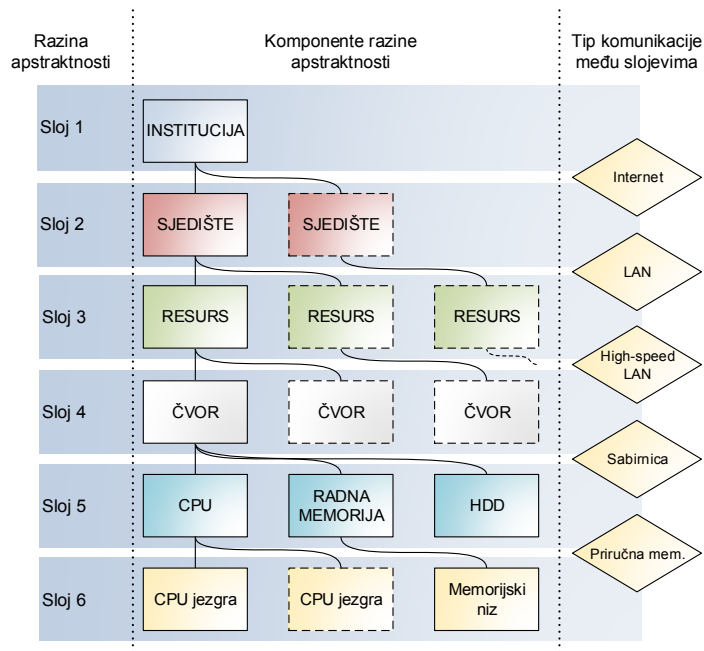 Razina
apstraktnosti
Komponente razine
apstraktnosti
Tip komunikacije
među slojevima
Sloj 1
INSTITUCIJA
Internet
Sloj 2
SJEDIŠTE
SJEDIŠTE
LAN
Sloj 3
RESURS
RESURS
RESURS
High-speed
LAN
Sloj 4
ČVOR
ČVOR
ČVOR
Sabirnica
Sloj 5
CPU
RADNA
MEMORIJA
HDD
Priručna mem.
Sloj 6
CPU jezgra
CPU jezgra
Memorijski
niz